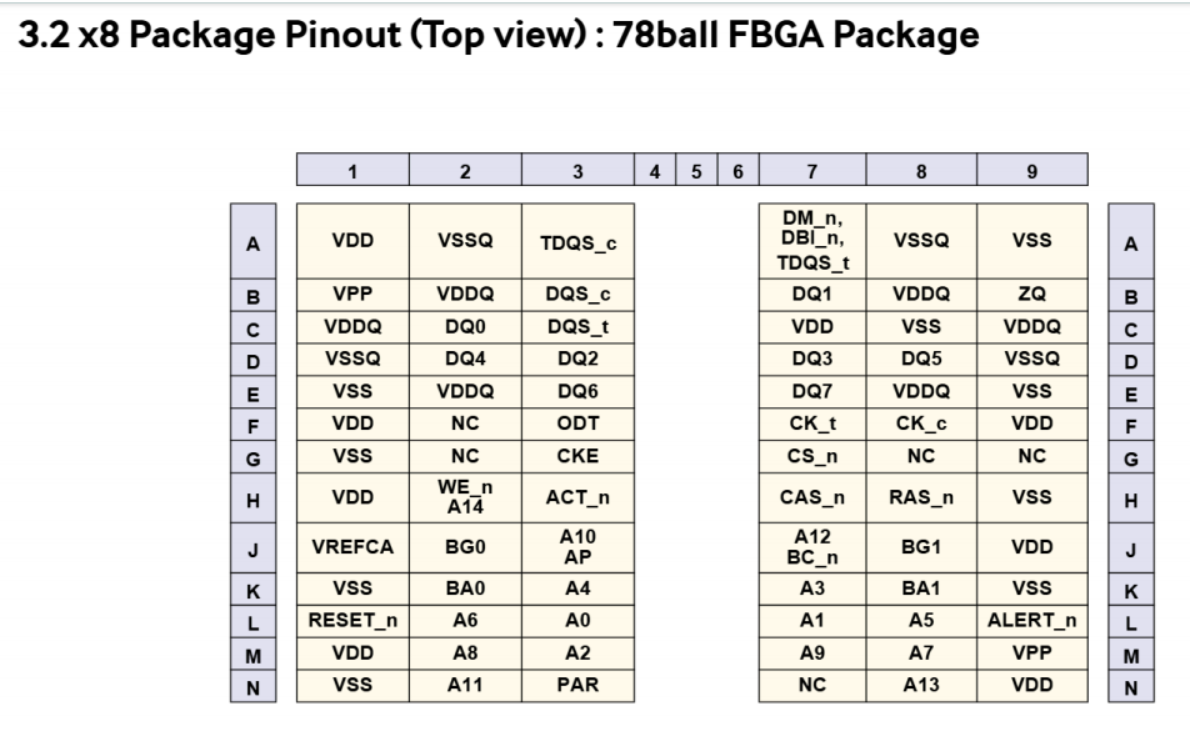 3.2 x8 Package Pinout (Top view) : 78ball FBGA Package
1 2 3 4 5 6 7 8 9
A VDD VSSQ TDQS_c DM_n, DBI_n, TDQS_t VSSQ VSS A
B VPP VDDQ DQS_c DQ1 VDDQ ZQ B
C VDDQ DQ0 DQS_t VDD VSS VDDQ C
D VSSQ DQ4 DQ2 DQ3 DQ5 VSSQ D
E VSS VDDQ DQ6 DQ7 VDDQ VSS E
F VDD NC ODT CK_t CK_c VDD F
G VSS NC CKE CS_n NC NC G
H VDD WE_n A14 ACT_n CAS_n RAS_n VSS H
J VREFCA BG0 A10 AP A12 BC_n BG1 VDD J
K VSS BA0 A4 A3 BA1 VSS K
L RESET_n A6 A0 A1 A5 ALERT_n L
M VDD A8 A2 A9 A7 VPP M
N VSS A11 PAR NC A13 VDD N